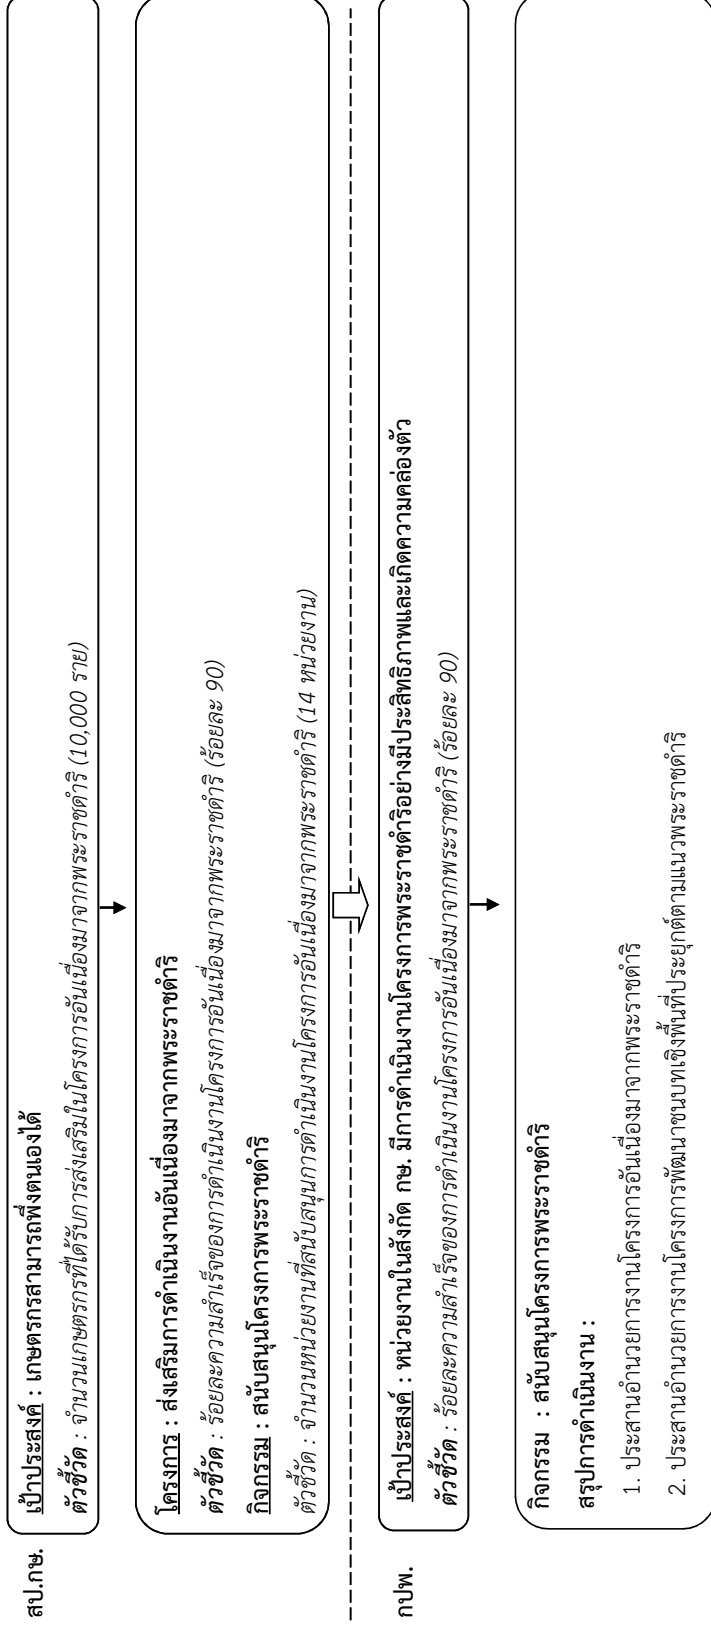 สป.กษ.
เป้าประสงค์ : เกษตรกรสามารถพึ่งตนเองได้
ตัวชี้วัด : จำนวนเกษตรกรที่ได้รับการส่งเสริมในโครงการอันเนื่องมาจากพระราชดำริ (10,000 ราย)
โครงการ : ส่งเสริมการดำเนินงานอันเนื่องมาจากพระราชดำริ
ตัวชี้วัด : ร้อยละความสำเร็จของการดำเนินงานโครงการอันเนื่องมาจากพระราชดำริ (ร้อยละ 90)
กิจกรรม : สนับสนุนโครงการพระราชดำริ
ตัวชี้วัด : จำนวนหน่วยงานที่สนับสนุนการดำเนินงานโครงการอันเนื่องมาจากพระราชดำริ (14 หน่วยงาน)
กปพ.
เป้าประสงค์ : หน่วยงานในสังกัด กษ. มีการดำเนินงานโครงการพระราชดำริอย่างมีประสิทธิภาพและเกิดความคล่องตัว
ตัวชี้วัด : ร้อยละความสำเร็จของการดำเนินงานโครงการอันเนื่องมาจากพระราชดำริ (ร้อยละ 90)
กิจกรรม : สนับสนุนโครงการพระราชดำริ
สรุปการดำเนินงาน :
1. ประสานอำนวยการงานโครงการอันเนื่องมาจากพระราชดำริ
2. ประสานอำนวยการงานโครงการพัฒนาชนบทเชิงพื้นที่ประยุกต์ตามแนวพระราชดำริ